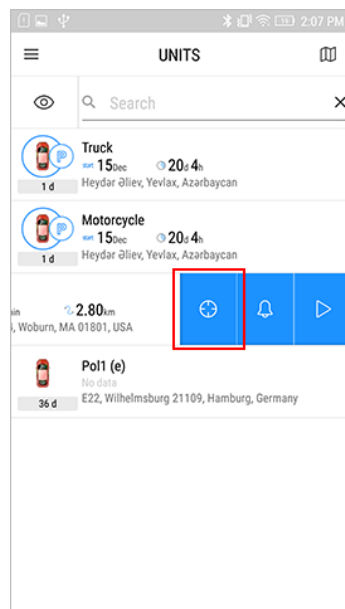 2:07 PM
UNITS
Search
Truck
start 15Dec 20d 4h
Heydər Əliev, Yevlax, Azərbaycan
1 d
Motorcycle
start 15Dec 20d 4h
Heydər Əliev, Yevlax, Azərbaycan
1 d
2.80km
, Woburn, MA 01801, USA
Pol1 (e)
No data
E22, Wilhelmsburg 21109, Hamburg, Germany
36 d